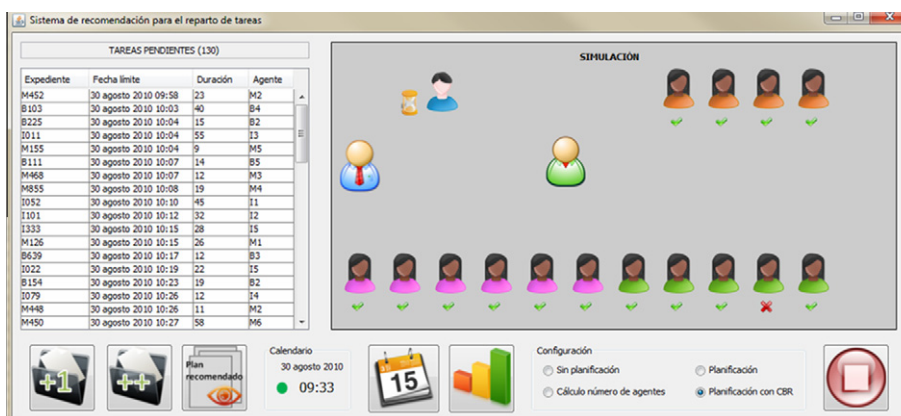 Sistema de recomendación para el reparto de tareas
TAREAS PENDIENTES (130)
Expediente Fecha límite Duración Agente
M452 30 agosto 2010 09:58 23 M2
B103 30 agosto 2010 10:03 40 B4
B225 30 agosto 2010 10:04 15 B2
I011 30 agosto 2010 10:04 55 I3
M155 30 agosto 2010 10:04 9 M5
B111 30 agosto 2010 10:07 14 B5
M468 30 agosto 2010 10:07 12 M3
M855 30 agosto 2010 10:08 19 M4
I052 30 agosto 2010 10:10 45 I1
I101 30 agosto 2010 10:12 32 I2
I333 30 agosto 2010 10:15 28 I5
M126 30 agosto 2010 10:15 26 M1
B639 30 agosto 2010 10:17 12 B3
I022 30 agosto 2010 10:19 22 I5
B154 30 agosto 2010 10:23 19 B2
I079 30 agosto 2010 10:26 12 I4
M448 30 agosto 2010 10:26 11 M2
M450 30 agosto 2010 10:27 58 M6
SIMULACIÓN
+1
++
Plan
recomendado
Calendario
30 agosto 2010
09:33
15
Configuración
Sin planificación
Planificación
Cálculo número de agentes
Planificación con CBR